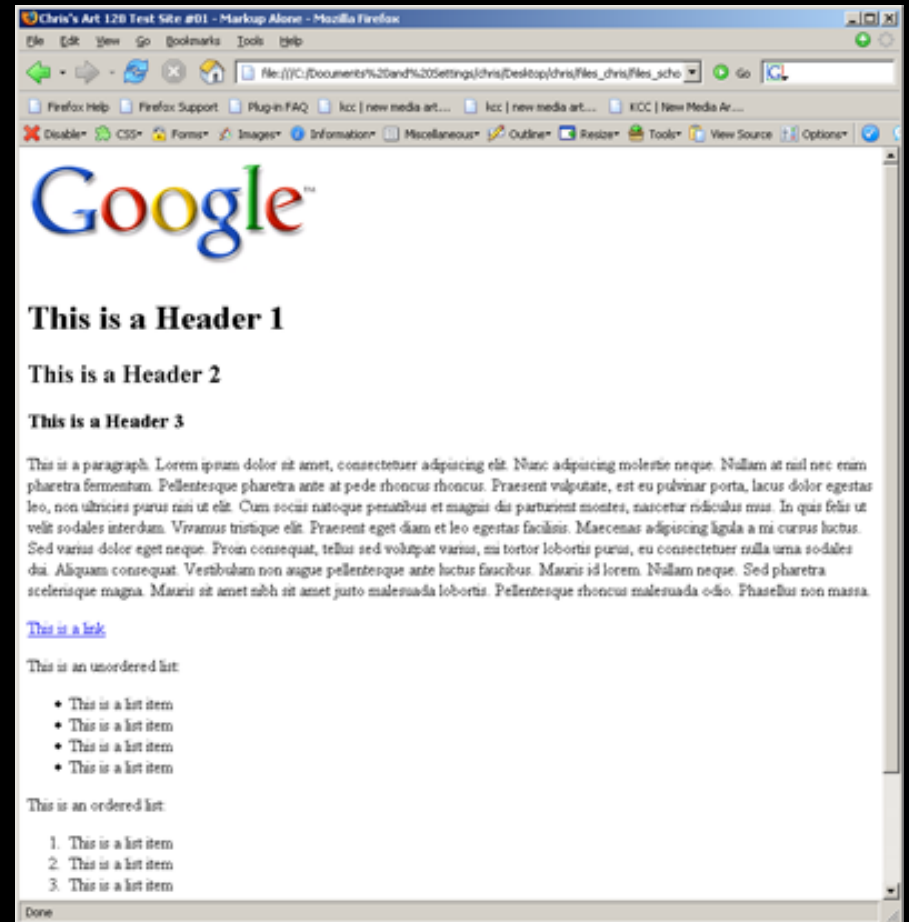 Chris's Art 128 Test Site #01 - Markup Alone - Mozilla Firefox
File Edit View Go Bookmarks Tools Help
file:///C:/Documents%20and%20Settings/chris/Desktop/chris/files_chris/files_scho Go G
Firefox Help Firefox Support Plug-in FAQ kcc | new media art.... kcc | new media art.... KCC | New Media Ar....
Disable CSS Forms Images Information Miscellaneous Outline Resize Tools View Source Options
Google™
This is a Header 1
This is a Header 2
This is a Header 3
This is a paragraph. Lorem ipsum dolor sit amet, consectetuer adipiscing elit. Nunc adipiscing molestie neque. Nullam at nisl nec enim
pharetra fermentum. Pellentesque pharetra ante at pede rhoncus rhoncus. Praesent vulputate, est eu pulvinar porta, lacus dolor egestas
leo, non ultricies purus nisi ut elit. Cum sociis natoque penatibus et magnis dis parturient montes, nascetur ridiculus mus. In quis felis ut
velit sodales interdum. Vivamus tristique elit. Praesent eget diam et leo egestas facilisis. Maecenas adipiscing ligula a mi cursus luctus.
Sed varius dolor eget neque. Proin consequat, tellus sed volutpat varius, mi tortor lobortis purus, eu consectetuer nulla urna sodales
dui. Aliquam consequat. Vestibulum non augue pellentesque ante luctus faucibus. Mauris id lorem. Nullam neque. Sed pharetra
scelerisque magna. Mauris sit amet nibh sit amet justo malesuada lobortis. Pellentesque rhoncus malesuada odio. Phasellus non massa.
This is a link
This is an unordered list:
• This is a list item
• This is a list item
• This is a list item
• This is a list item
This is an ordered list:
1. This is a list item
2. This is a list item
3. This is a list item
Done